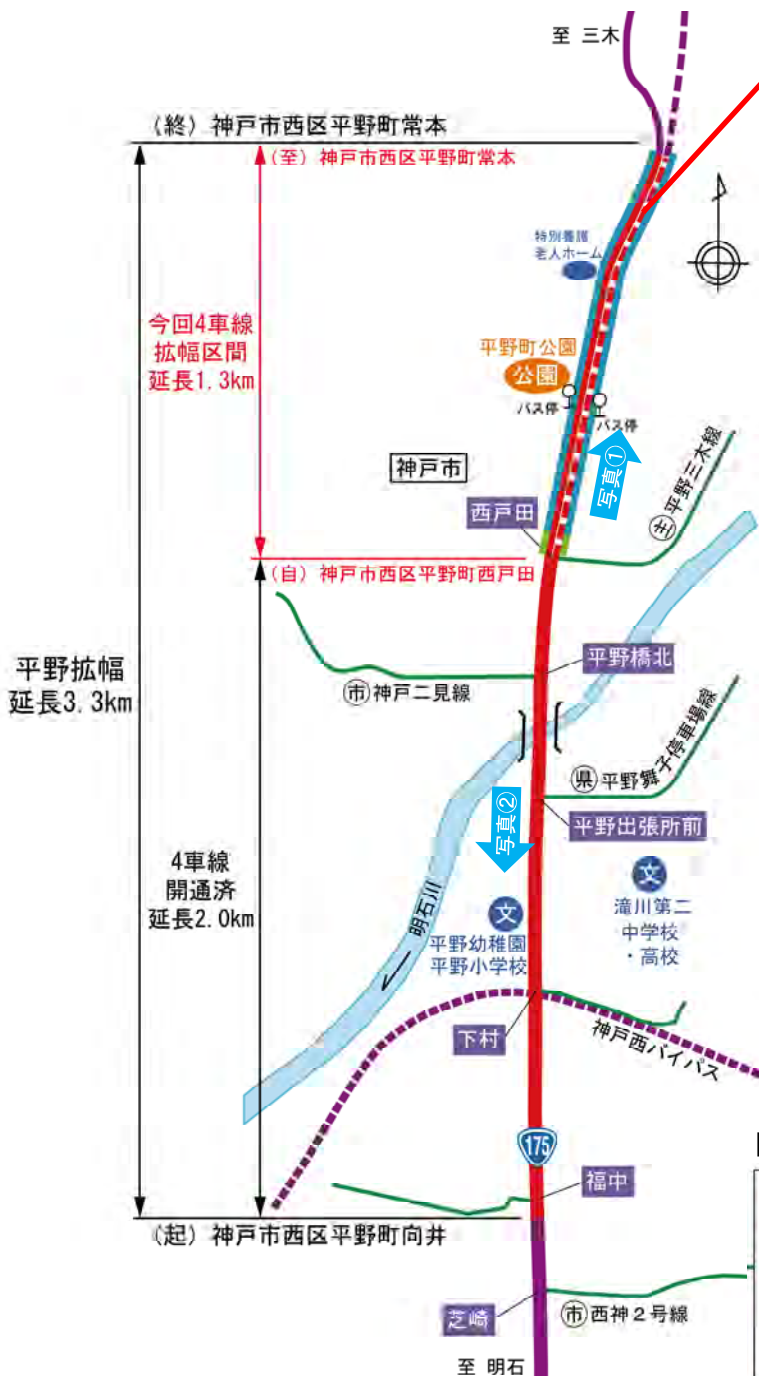 至 三木
(終) 神戸市西区平野町常本
(至) 神戸市西区平野町常本
特別養護
老人ホーム
今回4車線
拡幅区間
延長1.3km
平野町公園
公園
バス停
バス停
写真①
神戸市
主 平野三木線
西戸田
(自) 神戸市西区平野町西戸田
平野拡幅
延長3.3km
平野橋北
市 神戸二見線
県 平野舞子停車場線
写真②
平野出張所前
4車線
開通済
延長2.0km
明石川
文
平野幼稚園
平野小学校
文
滝川第二
中学校
・高校
下村
神戸西バイパス
175
福中
(起) 神戸市西区平野町向井
芝崎
市 西神2号線
至 明石